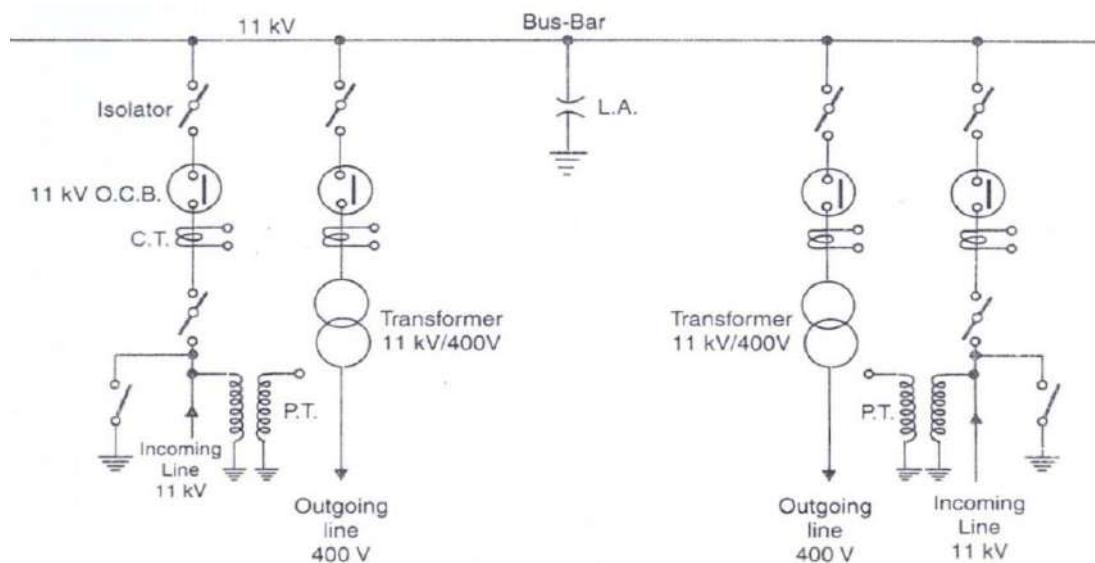 11 kV
Bus-Bar
Isolator
L.A.
11 kV O.C.B.
C.T.
Transformer
11 kV/400V
Transformer
11 kV/400V
P.T.
P.T.
Incoming
Line
11 kV
Outgoing
line
400 V
Outgoing
line
400 V
Incoming
Line
11 kV